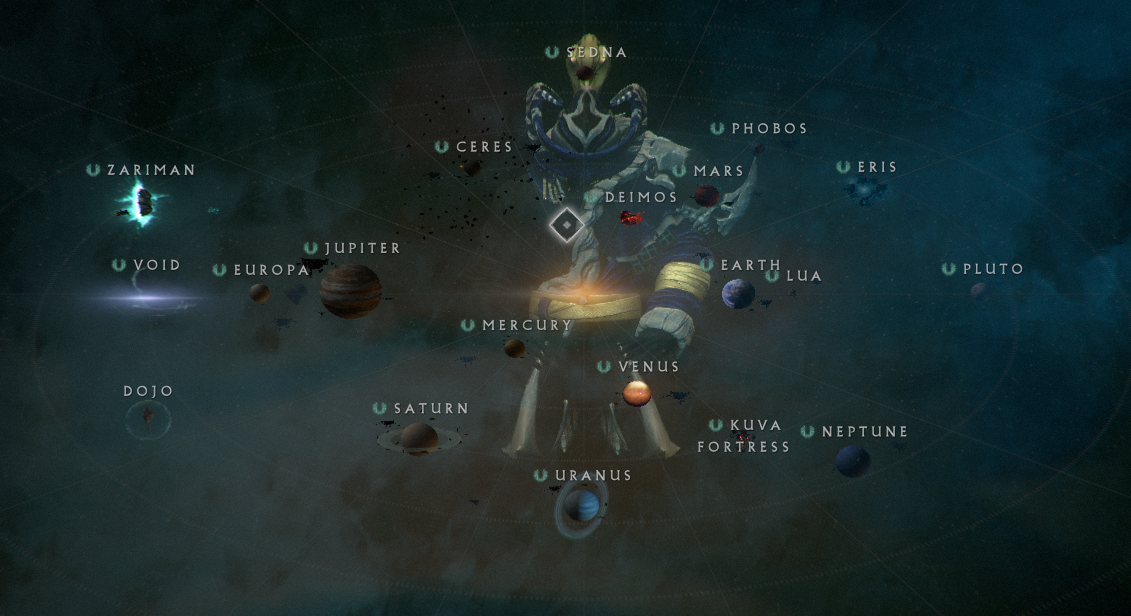 SEDNA
PHOBOS
CERES
ERIS
ZARIMAN
MARS
DEIMOS
JUPITER
VOID
EUROPA
EARTH
LUA
PLUTO
MERCURY
VENUS
DOJO
SATURN
KUVA
FORTRESS
NEPTUNE
URANUS